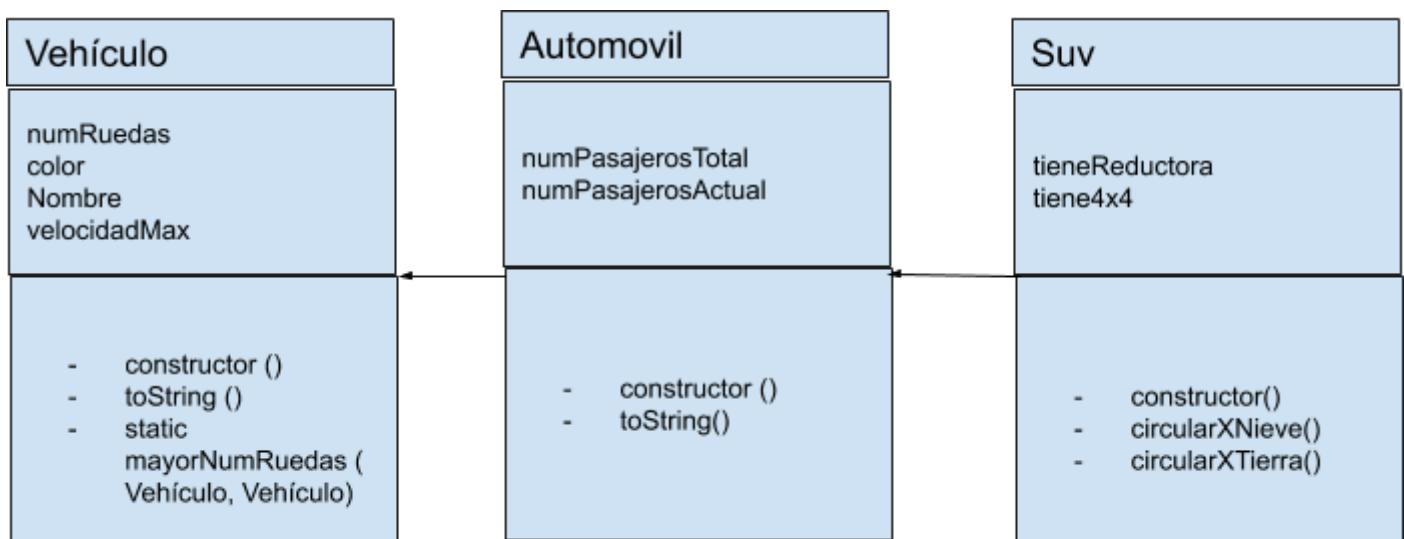 Vehículo
numRuedas
color
Nombre
velocidadMax
- constructor ()
- toString ()
- static
mayorNumRuedas (
Vehículo, Vehículo)
Automovil
numPasajerosTotal
numPasajerosActual
- constructor ()
- toString()
Suv
tieneReductora
tiene4x4
- constructor()
- circularXNieve()
- circularXTierra()